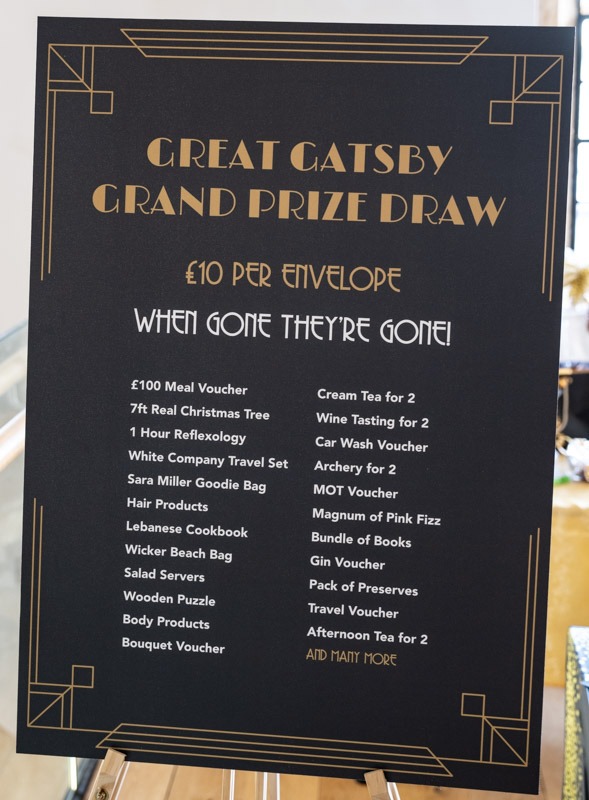 GREAT GATSBY
GRAND PRIZE DRAW
£10 PER ENVELOPE
WHEN GONE THEY'RE GONE!
£100 Meal Voucher
7ft Real Christmas Tree
1 Hour Reflexology
White Company Travel Set
Sara Miller Goodie Bag
Hair Products
Lebanese Cookbook
Wicker Beach Bag
Salad Servers
Wooden Puzzle
Body Products
Bouquet Voucher
Cream Tea for 2
Wine Tasting for 2
Car Wash Voucher
Archery for 2
MOT Voucher
Magnum of Pink Fizz
Bundle of Books
Gin Voucher
Pack of Preserves
Travel Voucher
Afternoon Tea for 2
AND MANY MORE